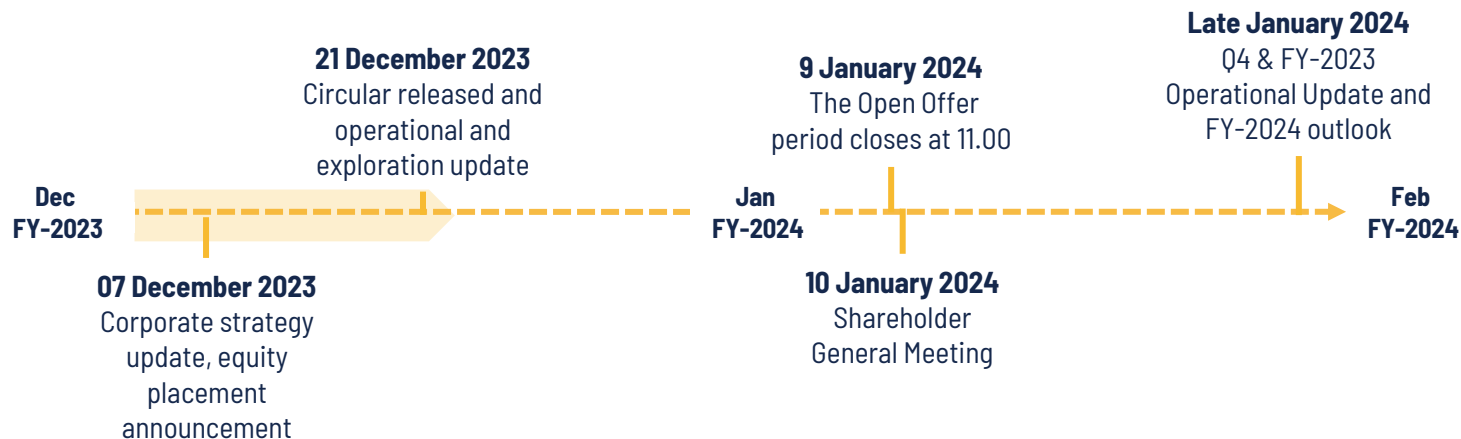 Dec
FY-2023
07 December 2023
Corporate strategy
update, equity
placement
announcement
21 December 2023
Circular released and
operational and
exploration update
Jan
FY-2024
9 January 2024
The Open Offer
period closes at 11.00
10 January 2024
Shareholder
General Meeting
Late January 2024
Q4 & FY-2023
Operational Update and
FY-2024 outlook
Feb
FY-2024